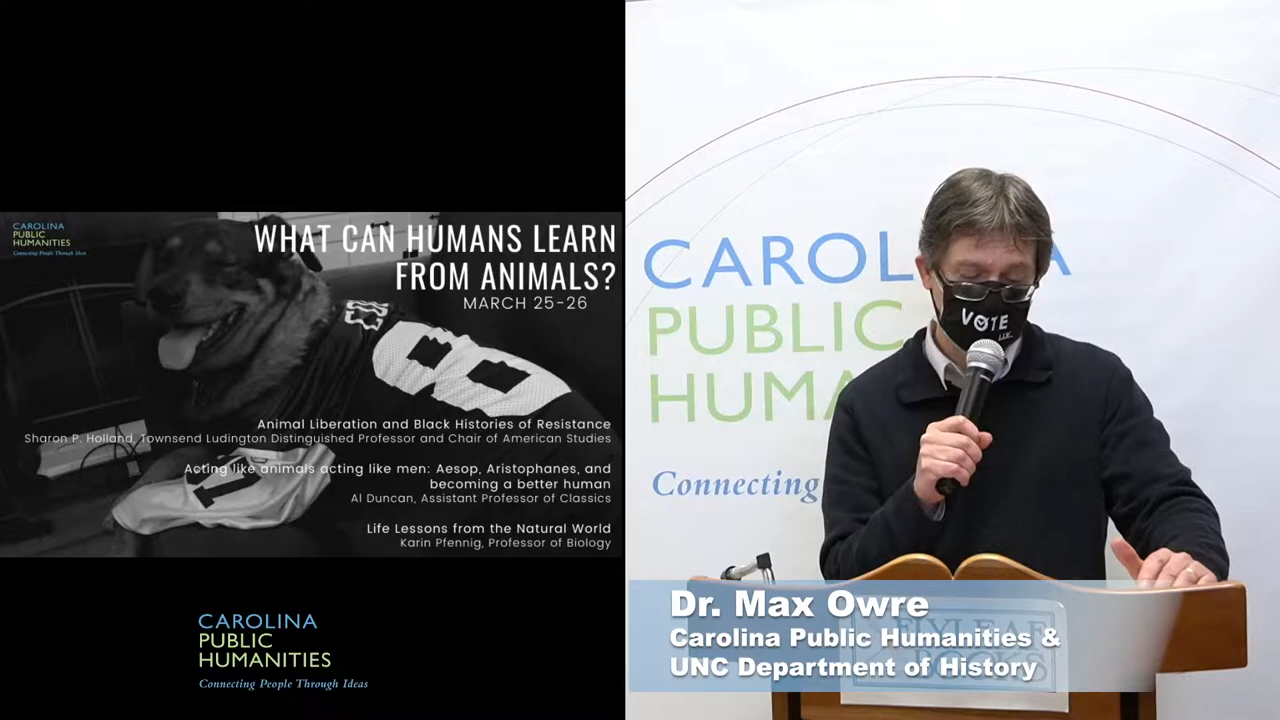 CAROLINA
PUBLIC
HUMANITIES
Connecting People Through Ideas
WHAT CAN HUMANS LEARN
FROM ANIMALS?
MARCH 25-26
Animal Liberation and Black Histories of Resistance
Sharon P. Holland, Townsend Ludington Distinguished Professor and Chair of American Studies
Acting like animals acting like men: Aesop, Aristophanes, and
becoming a better human
Al Duncan, Assistant Professor of Classics
Life Lessons from the Natural World
Karin Pfennig, Professor of Biology
CAROLINA
PUBLIC
HUMANITIES
Connecting People Through Ideas
CAROL A
PUBLIC
HUMA
Connecting
VOTE
Dr. Max Owre
Carolina Public Humanities &
UNC Department of History
FLYLEAF
BOOKS